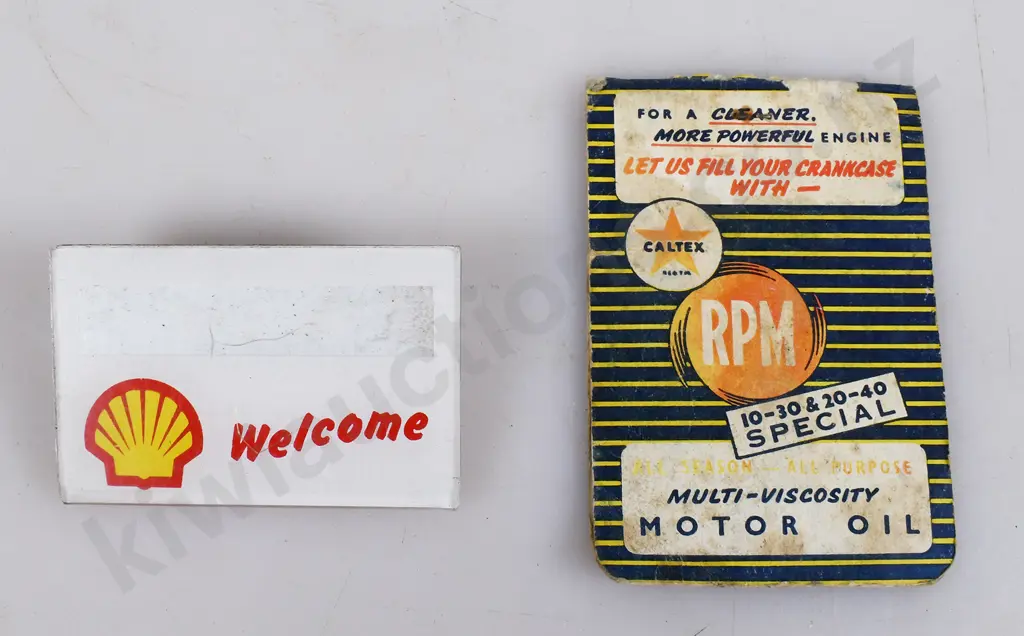 Welcome
FOR A CLEANER,
MORE POWERFUL ENGINE
LET US FILL YOUR CRANKCASE
WITH —
CALTEX
RPM
10-30 & 20-40
SPECIAL
ALL SEASON - ALL PURPOSE
MULTI-VISCOSITY
MOTOR OIL